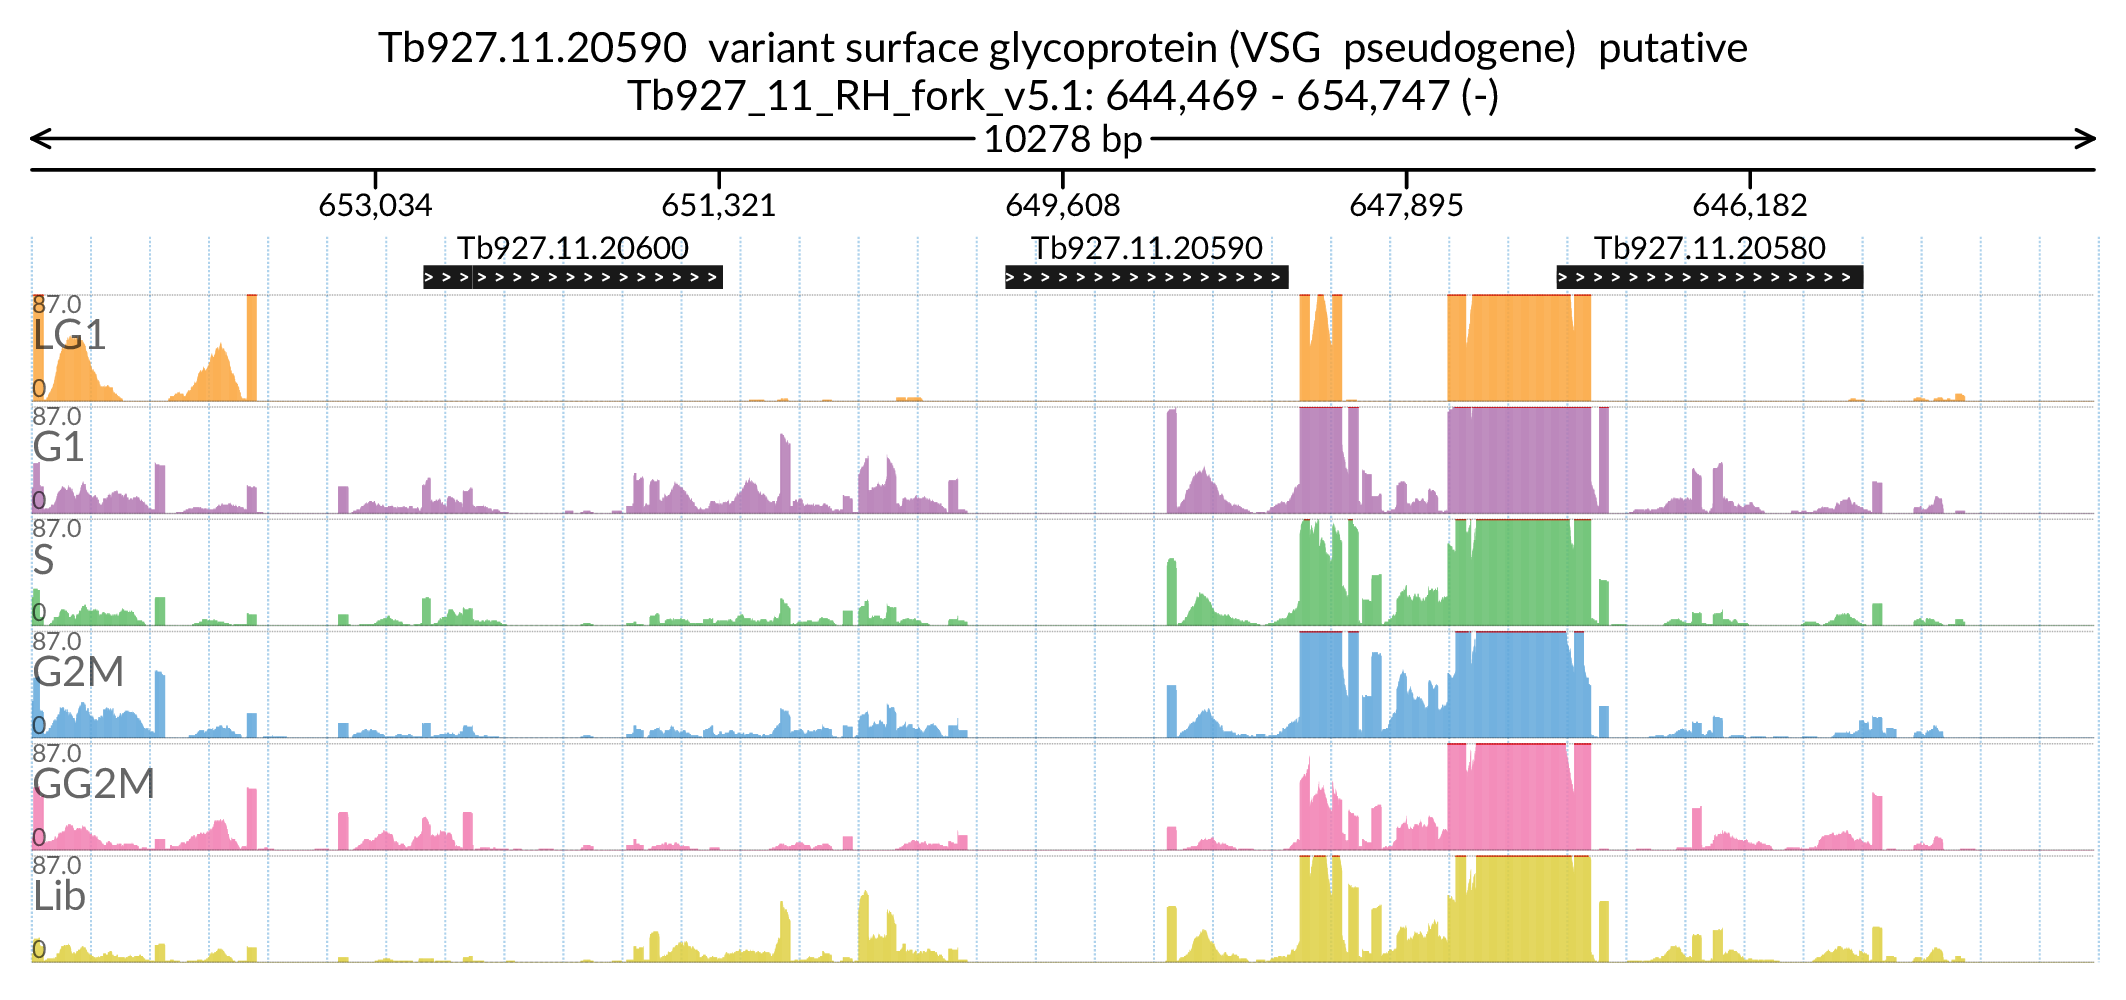 Tb927.11.20590 variant surface glycoprotein (VSG pseudogene) putative
Tb927_11_RH_fork_v5.1: 644,469 - 654,747 (-)
10278 bp
653,034 651,321 649,608 647,895 646,182
Tb927.11.20600 Tb927.11.20590 Tb927.11.20580
87.0
LG1
0
87.0
G1
0
87.0
S
0
87.0
G2M
0
87.0
GG2M
0
87.0
Lib
0